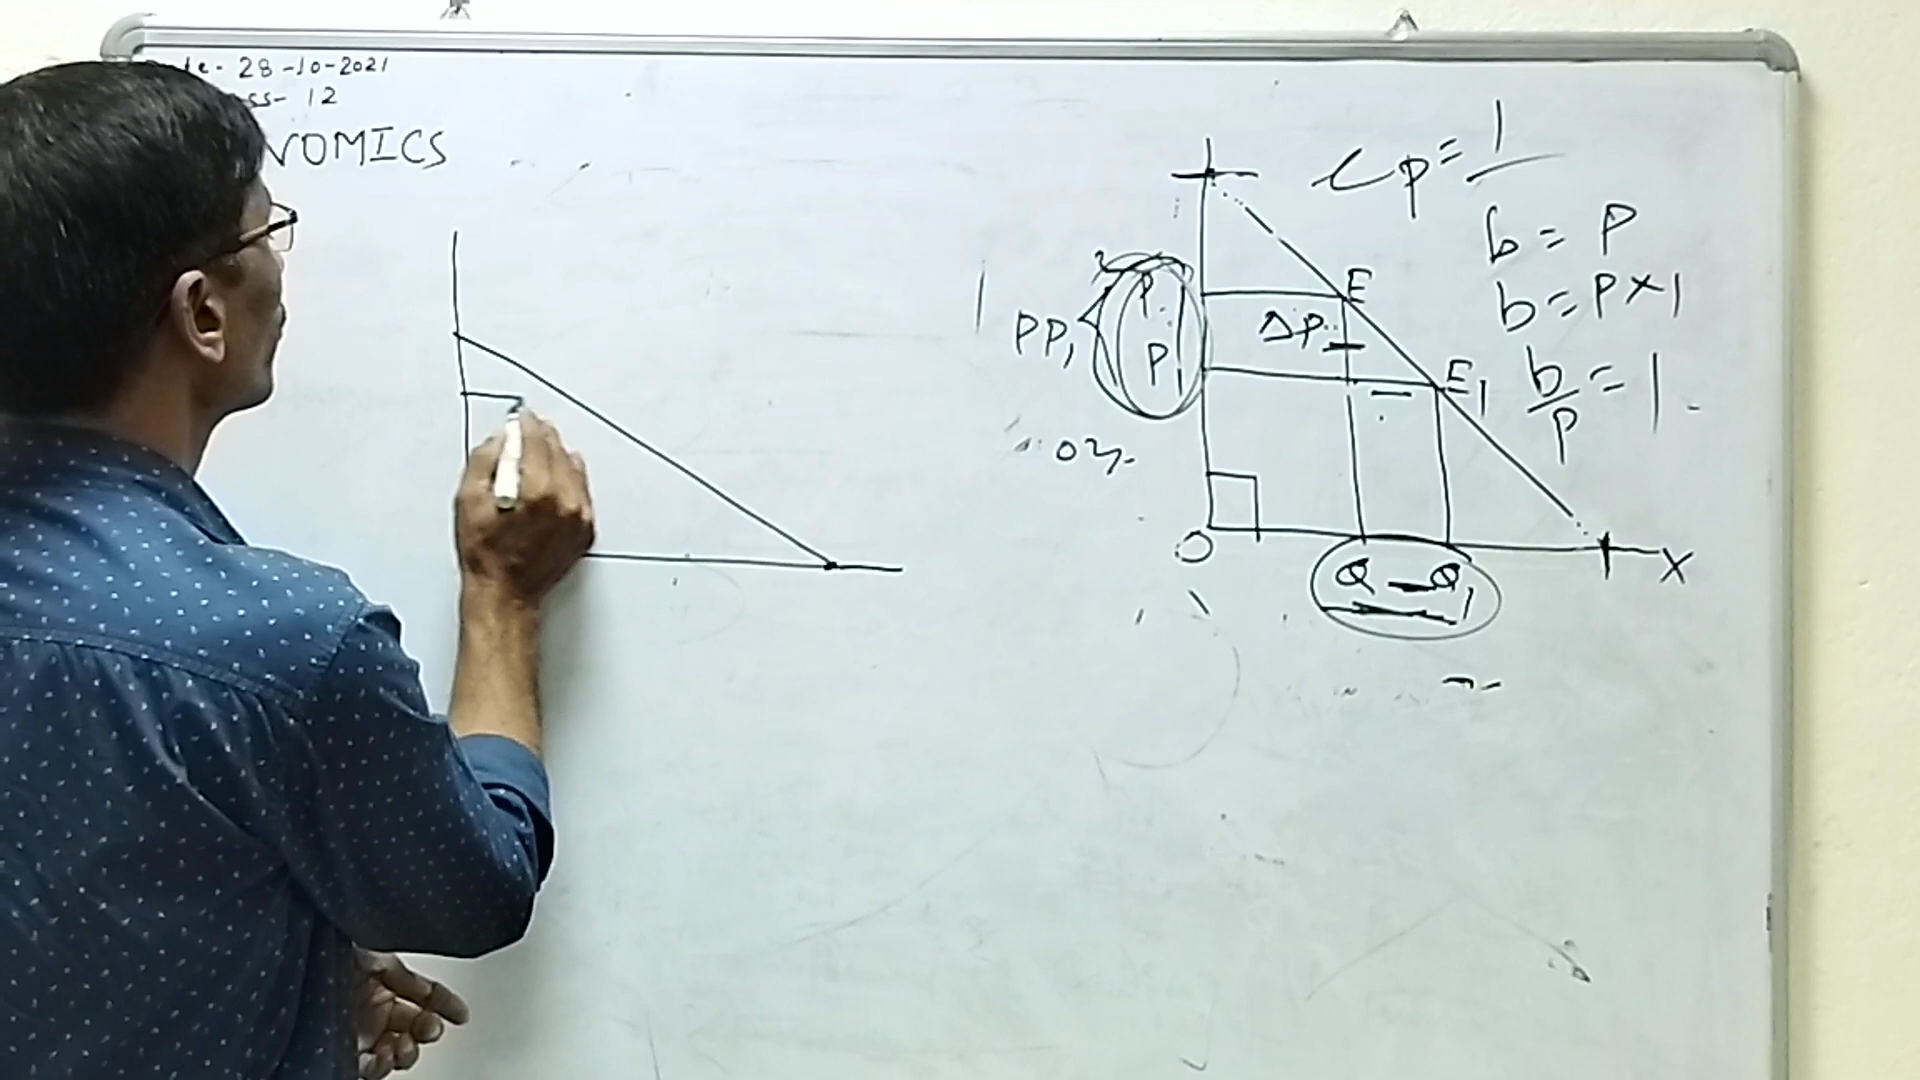 28-10-2021
12
NOMICS
ep = 1
b = P
b = P×1
b/P = 1
E
ΔP
E1
P
P1
PP1
O
X
Q Q1